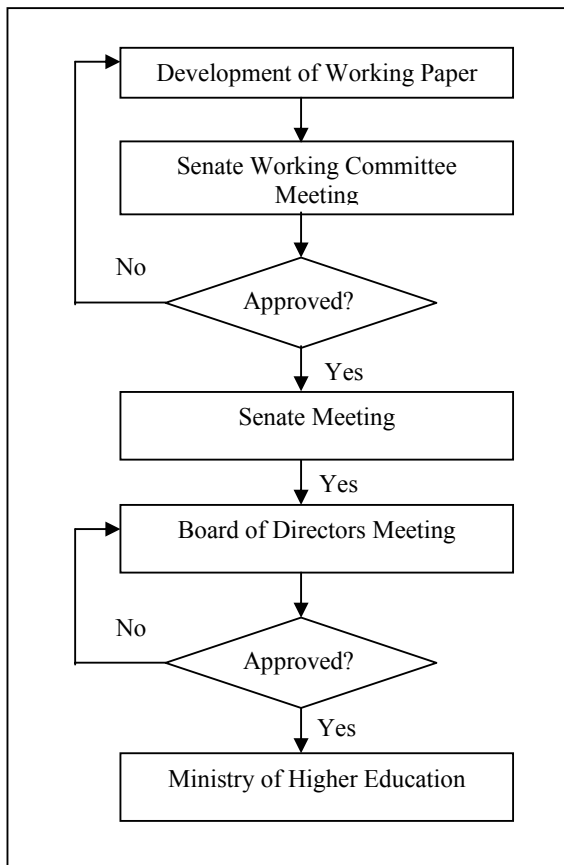 Development of Working Paper
Senate Working Committee
Meeting
No
Approved?
Yes
Senate Meeting
Yes
Board of Directors Meeting
No
Approved?
Yes
Ministry of Higher Education